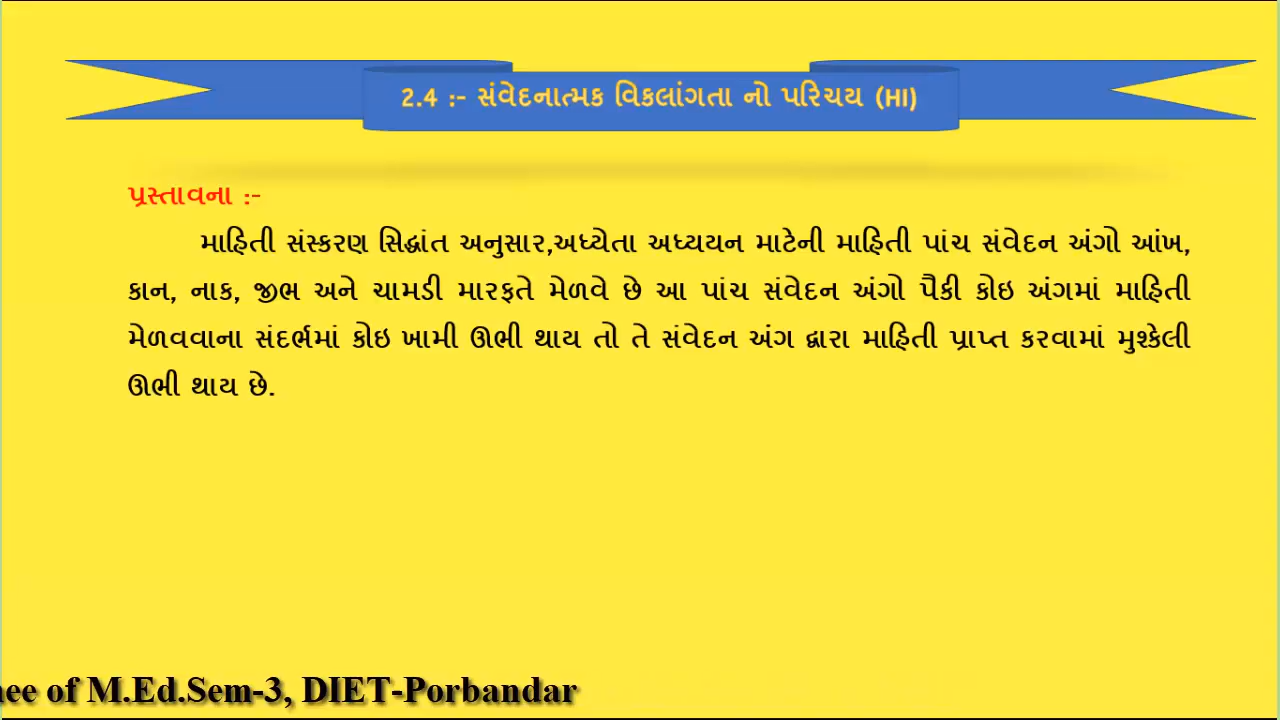 2.4 :- સંવેદનાત્મક વિકલાંગતા નો પરિચય (HI)
પ્રસ્તાવના :-
માહિતી સંસ્કરણ સિદ્ધાંત અનુસાર,અધ્યેતા અધ્યયન માટેની માહિતી પાંચ સંવેદન અંગો આંખ,
કાન, નાક, જીભ અને ચામડી મારફતે મેળવે છે આ પાંચ સંવેદન અંગો પૈકી કોઇ અંગમાં માહિતી
મેળવવાના સંદર્ભમાં કોઇ ખામી ઊભી થાય તો તે સંવેદન અંગ દ્વારા માહિતી પ્રાપ્ત કરવામાં મુશ્કેલી
ઊભી થાય છે.
of M.Ed.Sem-3, DIET-Porbandar